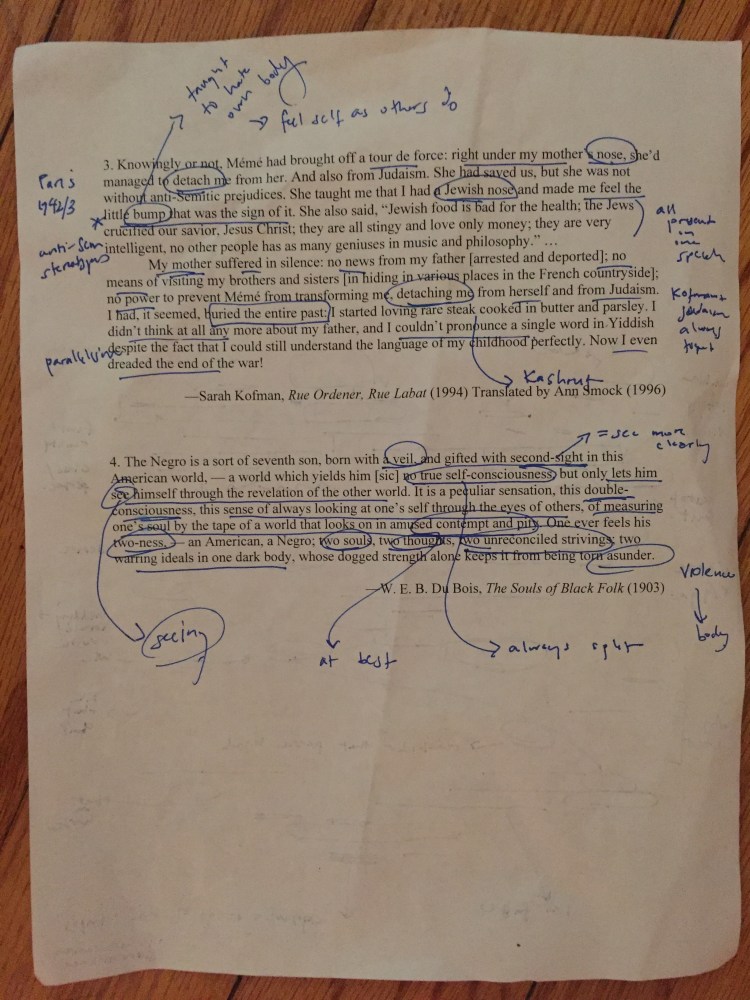 taught
to hate
own body
→ feel self as others do
3. Knowingly or not, Mémé had brought off a tour de force: right under my mother's nose, she'd
managed to detach me from her. And also from Judaism. She had saved us, but she was not
without anti-Semitic prejudices. She taught me that I had a Jewish nose and made me feel the
little bump that was the sign of it. She also said, “Jewish food is bad for the health; the Jews
crucified our savior, Jesus Christ; they are all stingy and love only money; they are very
intelligent, no other people has as many geniuses in music and philosophy.” …
My mother suffered in silence: no news from my father [arrested and deported]; no
means of visiting my brothers and sisters [in hiding in various places in the French countryside];
no power to prevent Mémé from transforming me, detaching me from herself and from Judaism.
I had, it seemed, buried the entire past: I started loving rare steak cooked in butter and parsley. I
didn't think at all any more about my father, and I couldn't pronounce a single word in Yiddish
despite the fact that I could still understand the language of my childhood perfectly. Now I even
dreaded the end of the war!
Paris
1942/3
*
anti-Sem
stereotypes
all
present
in
one
speech
Kofman +
Judaism
always
Kashrut
—Sarah Kofman, Rue Ordener, Rue Labat (1994) Translated by Ann Smock (1996)
= see more
clearly
4. The Negro is a sort of seventh son, born with a veil, and gifted with second-sight in this
American world, — a world which yields him [sic] no true self-consciousness, but only lets him
see himself through the revelation of the other world. It is a peculiar sensation, this double-
consciousness, this sense of always looking at one's self through the eyes of others, of measuring
one's soul by the tape of a world that looks on in amused contempt and pity. One ever feels his
two-ness, — an American, a Negro; two souls, two thoughts, two unreconciled strivings; two
warring ideals in one dark body, whose dogged strength alone keeps it from being torn asunder.
—W. E. B. Du Bois, The Souls of Black Folk (1903)
violence
body
seeing
at best
always split